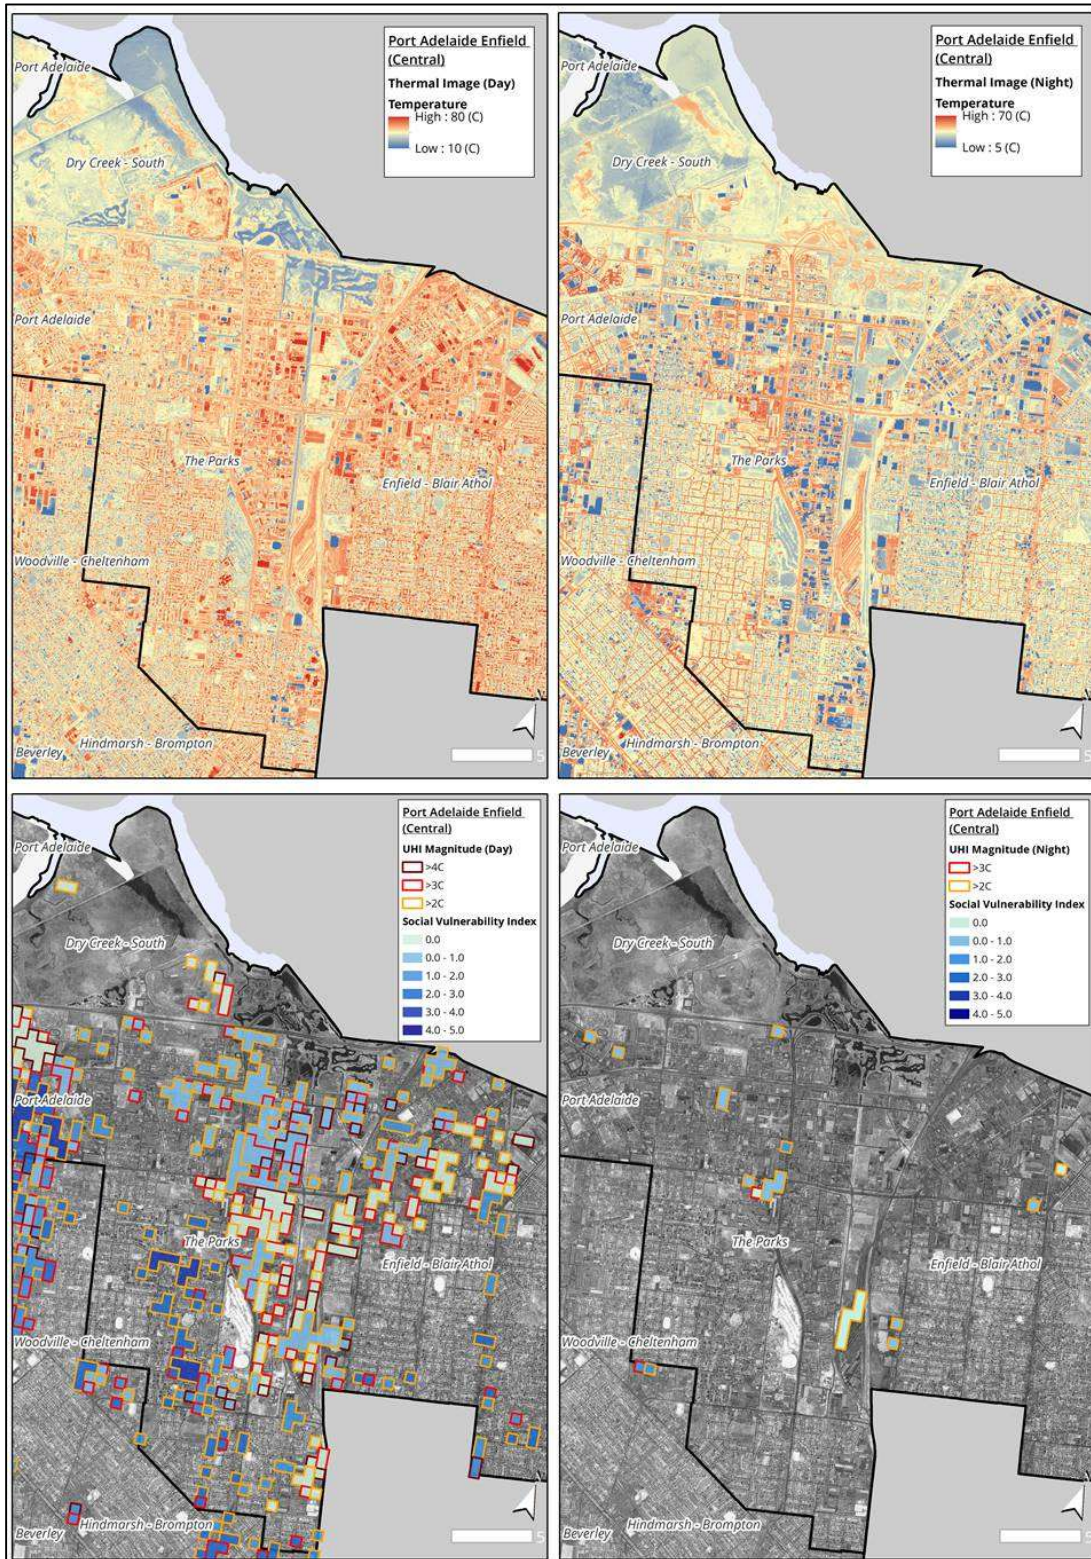 Port Adelaide Enfield
(Central)
Thermal Image (Day)
Temperature
High : 80 (C)
Low : 10 (C)
Port Adelaide
Dry Creek - South
Port Adelaide
The Parks
Enfield - Blair Athol
Woodville - Cheltenham
Beverley
Hindmarsh - Brompton
5
Port Adelaide Enfield
(Central)
Thermal Image (Night)
Temperature
High : 70 (C)
Low : 5 (C)
Port Adelaide
Dry Creek - South
Port Adelaide
The Parks
Enfield - Blair Athol
Woodville - Cheltenham
Beverley
Hindmarsh - Brompton
Port Adelaide Enfield
(Central)
UHI Magnitude (Day)
>4C
>3C
>2C
Social Vulnerability Index
0.0
0.0 - 1.0
1.0 - 2.0
2.0 - 3.0
3.0 - 4.0
4.0 - 5.0
Port Adelaide
Dry Creek - South
Port Adelaide
The Parks
Enfield - Blair Athol
Woodville - Cheltenham
Beverley
Hindmarsh - Brompton
5
Port Adelaide Enfield
(Central)
UHI Magnitude (Night)
>3C
>2C
Social Vulnerability Index
0.0
0.0 - 1.0
1.0 - 2.0
2.0 - 3.0
3.0 - 4.0
4.0 - 5.0
Port Adelaide
Dry Creek - South
Port Adelaide
The Parks
Enfield - Blair Athol
Woodville - Cheltenham
Beverley
Hindmarsh - Brompton